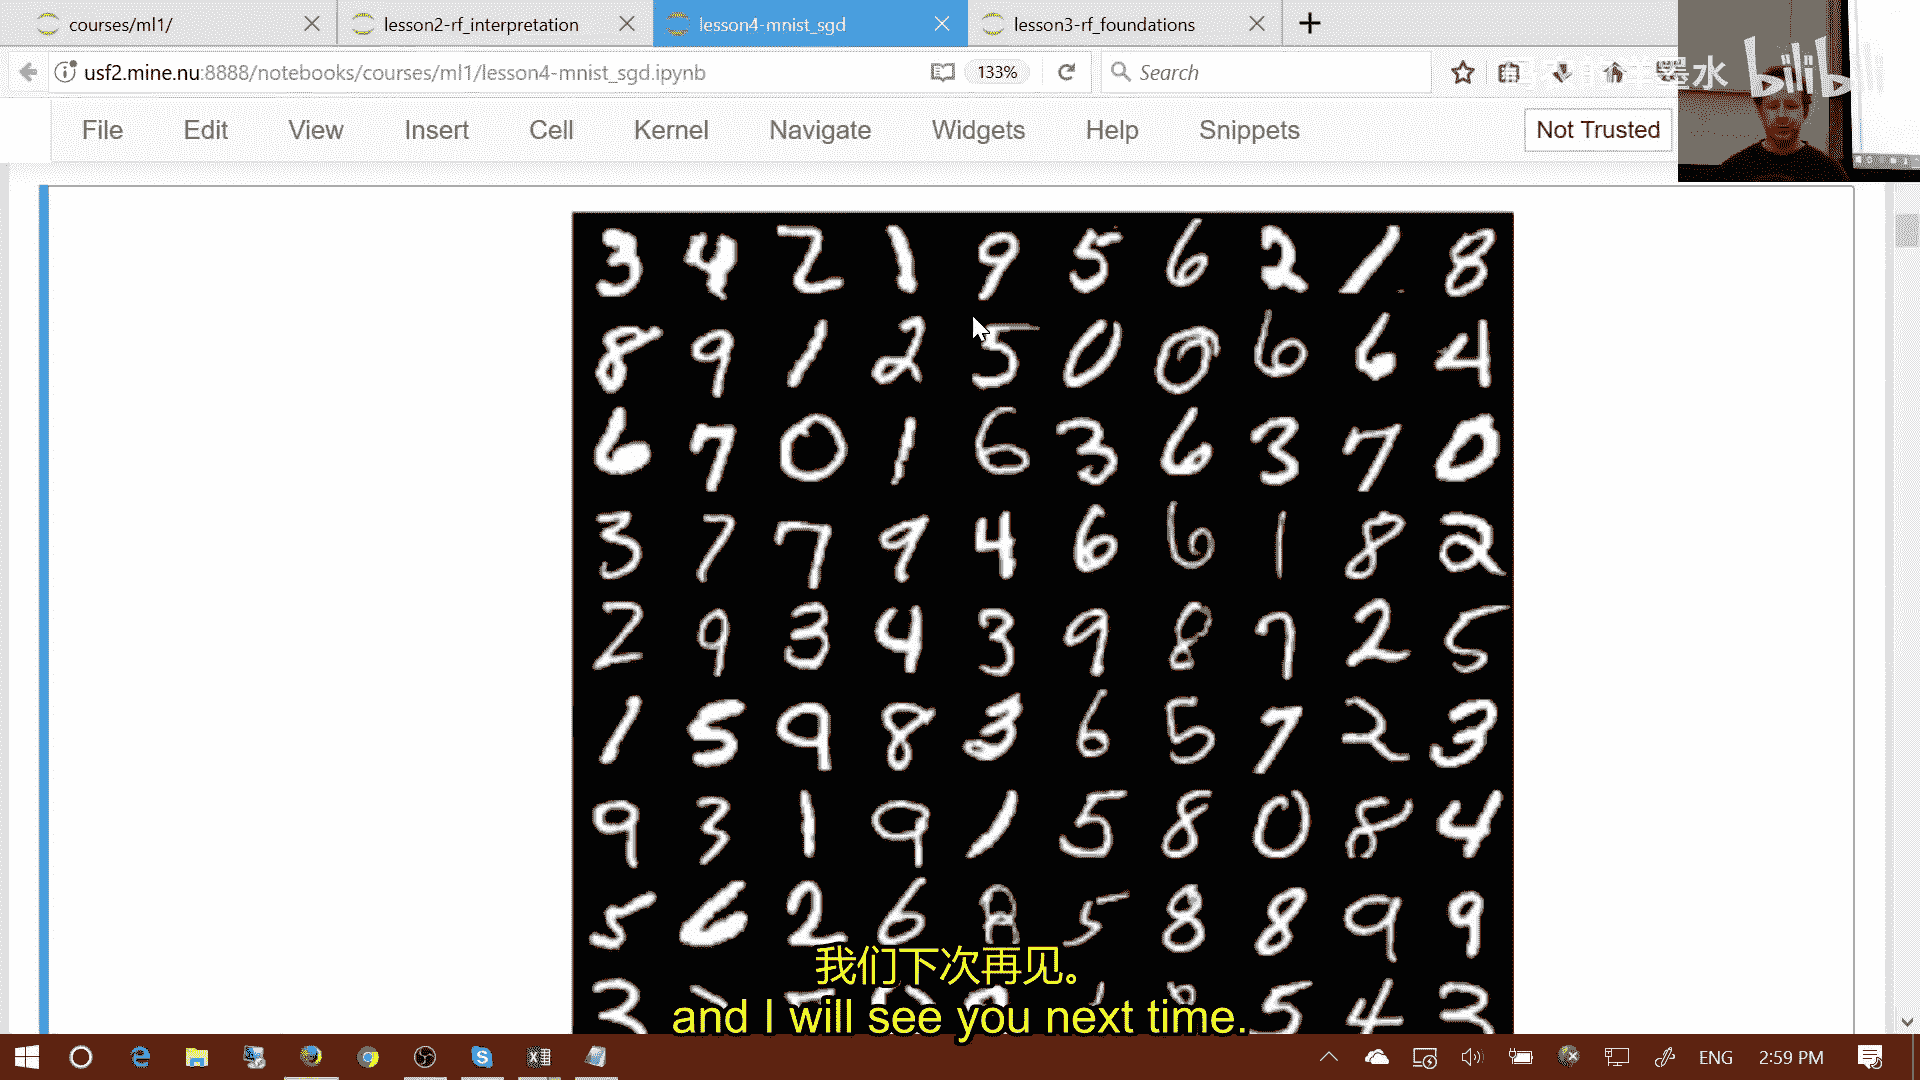 courses/ml1/
lesson2-rf_interpretation
lesson4-mnist_sgd
lesson3-rf_foundations
usf2.mine.nu:8888/notebooks/courses/ml1/lesson4-mnist_sgd.ipynb
133%
Search
墨水
bilibili
File Edit View Insert Cell Kernel Navigate Widgets Help Snippets
Not Trusted
3 4 2 1 9 5 6 2 1 8
8 9 1 2 5 0 0 6 6 4
6 7 0 1 6 3 6 3 7 0
3 7 7 9 4 6 6 1 8 2
2 9 3 4 3 9 8 7 2 5
1 5 9 8 3 6 5 7 2 3
9 3 1 9 1 5 8 0 8 4
5 6 2 6 8 5 8 8 9 9
我们下次再见。
and I will see you next time.
ENG
2:59 PM